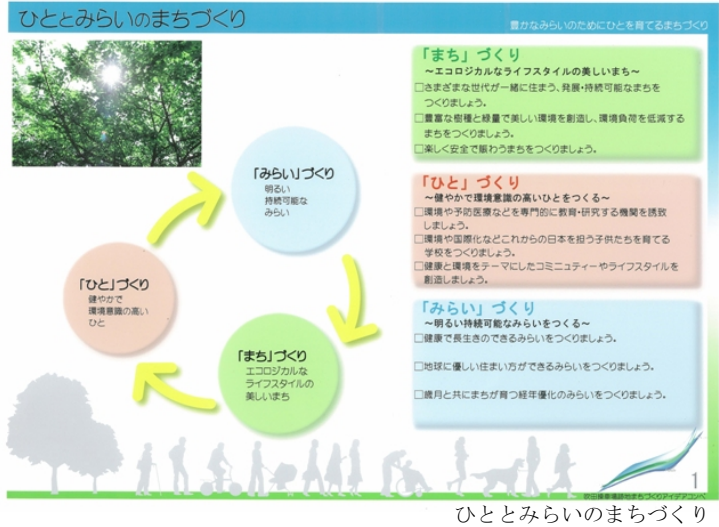 ひととみらいのまちづくり
豊かなみらいのためにひとを育てるまちづくり
「みらい」づくり
明るい
持続可能な
みらい
「ひと」づくり
健やかで
環境意識の高い
ひと
「まち」づくり
エコロジカルな
ライフスタイルの
美しいまち
「まち」づくり
～エコロジカルなライフスタイルの美しいまち～
□さまざまな世代が一緒に住まう、発展・持続可能なまちを
つくりましょう。
□豊富な樹種と緑量で美しい環境を創造し、環境負荷を低減する
まちをつくりましょう。
□楽しく安全で賑わうまちをつくりましょう。
「ひと」づくり
～健やかで環境意識の高いひとをつくる～
□環境や予防医療などを専門的に教育・研究する機関を誘致
しましょう。
□環境や国際化などこれからの日本を担う子供たちを育てる
学校をつくりましょう。
□健康と環境をテーマにしたコミニュティーやライフスタイルを
創造しましょう。
「みらい」づくり
～明るい持続可能なみらいをつくる～
□健康で長生きのできるみらいをつくりましょう。
□地球に優しい住まい方ができるみらいをつくりましょう。
□歳月と共にまちが育つ経年優化のみらいをつくりましょう。
1
吹田操車場跡地まちづくりアイデアコンペ
ひととみらいのまちづくり